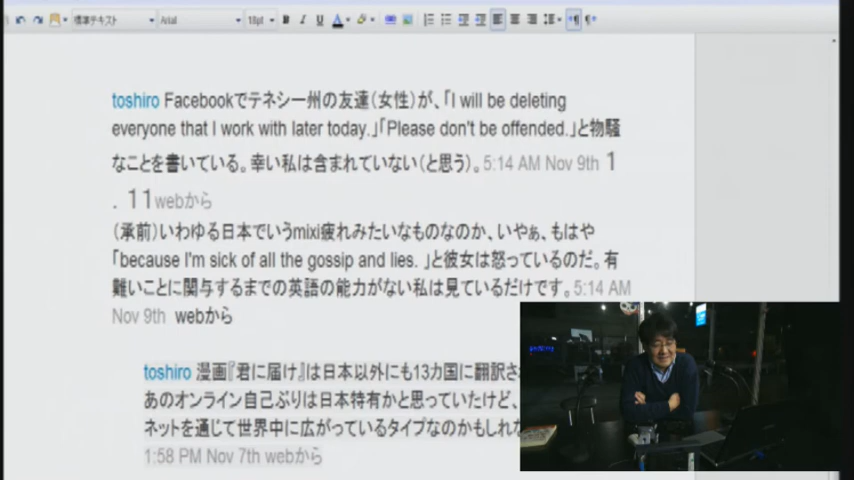 標準テキスト Arial 18pt B I U A
toshiro Facebookでテネシー州の友達(女性)が、「I will be deleting
everyone that I work with later today.」「Please don't be offended.」と物騒
なことを書いている。幸い私は含まれていない(と思う)。5:14 AM Nov 9th 1
. 11webから
(承前)いわゆる日本でいうmixi疲れみたいなものなのか、いやぁ、もはや
「because I'm sick of all the gossip and lies. 」と彼女は怒っているのだ。有
難いことに関与するまでの英語の能力がない私は見ているだけです。5:14 AM
Nov 9th webから
toshiro 漫画『君に届け』は日本以外にも13カ国に翻訳さ
あのオンライン自己ぶりは日本特有かと思っていたけど、
ネットを通じて世界中に広がっているタイプなのかもしれな
1:58 PM Nov 7th webから